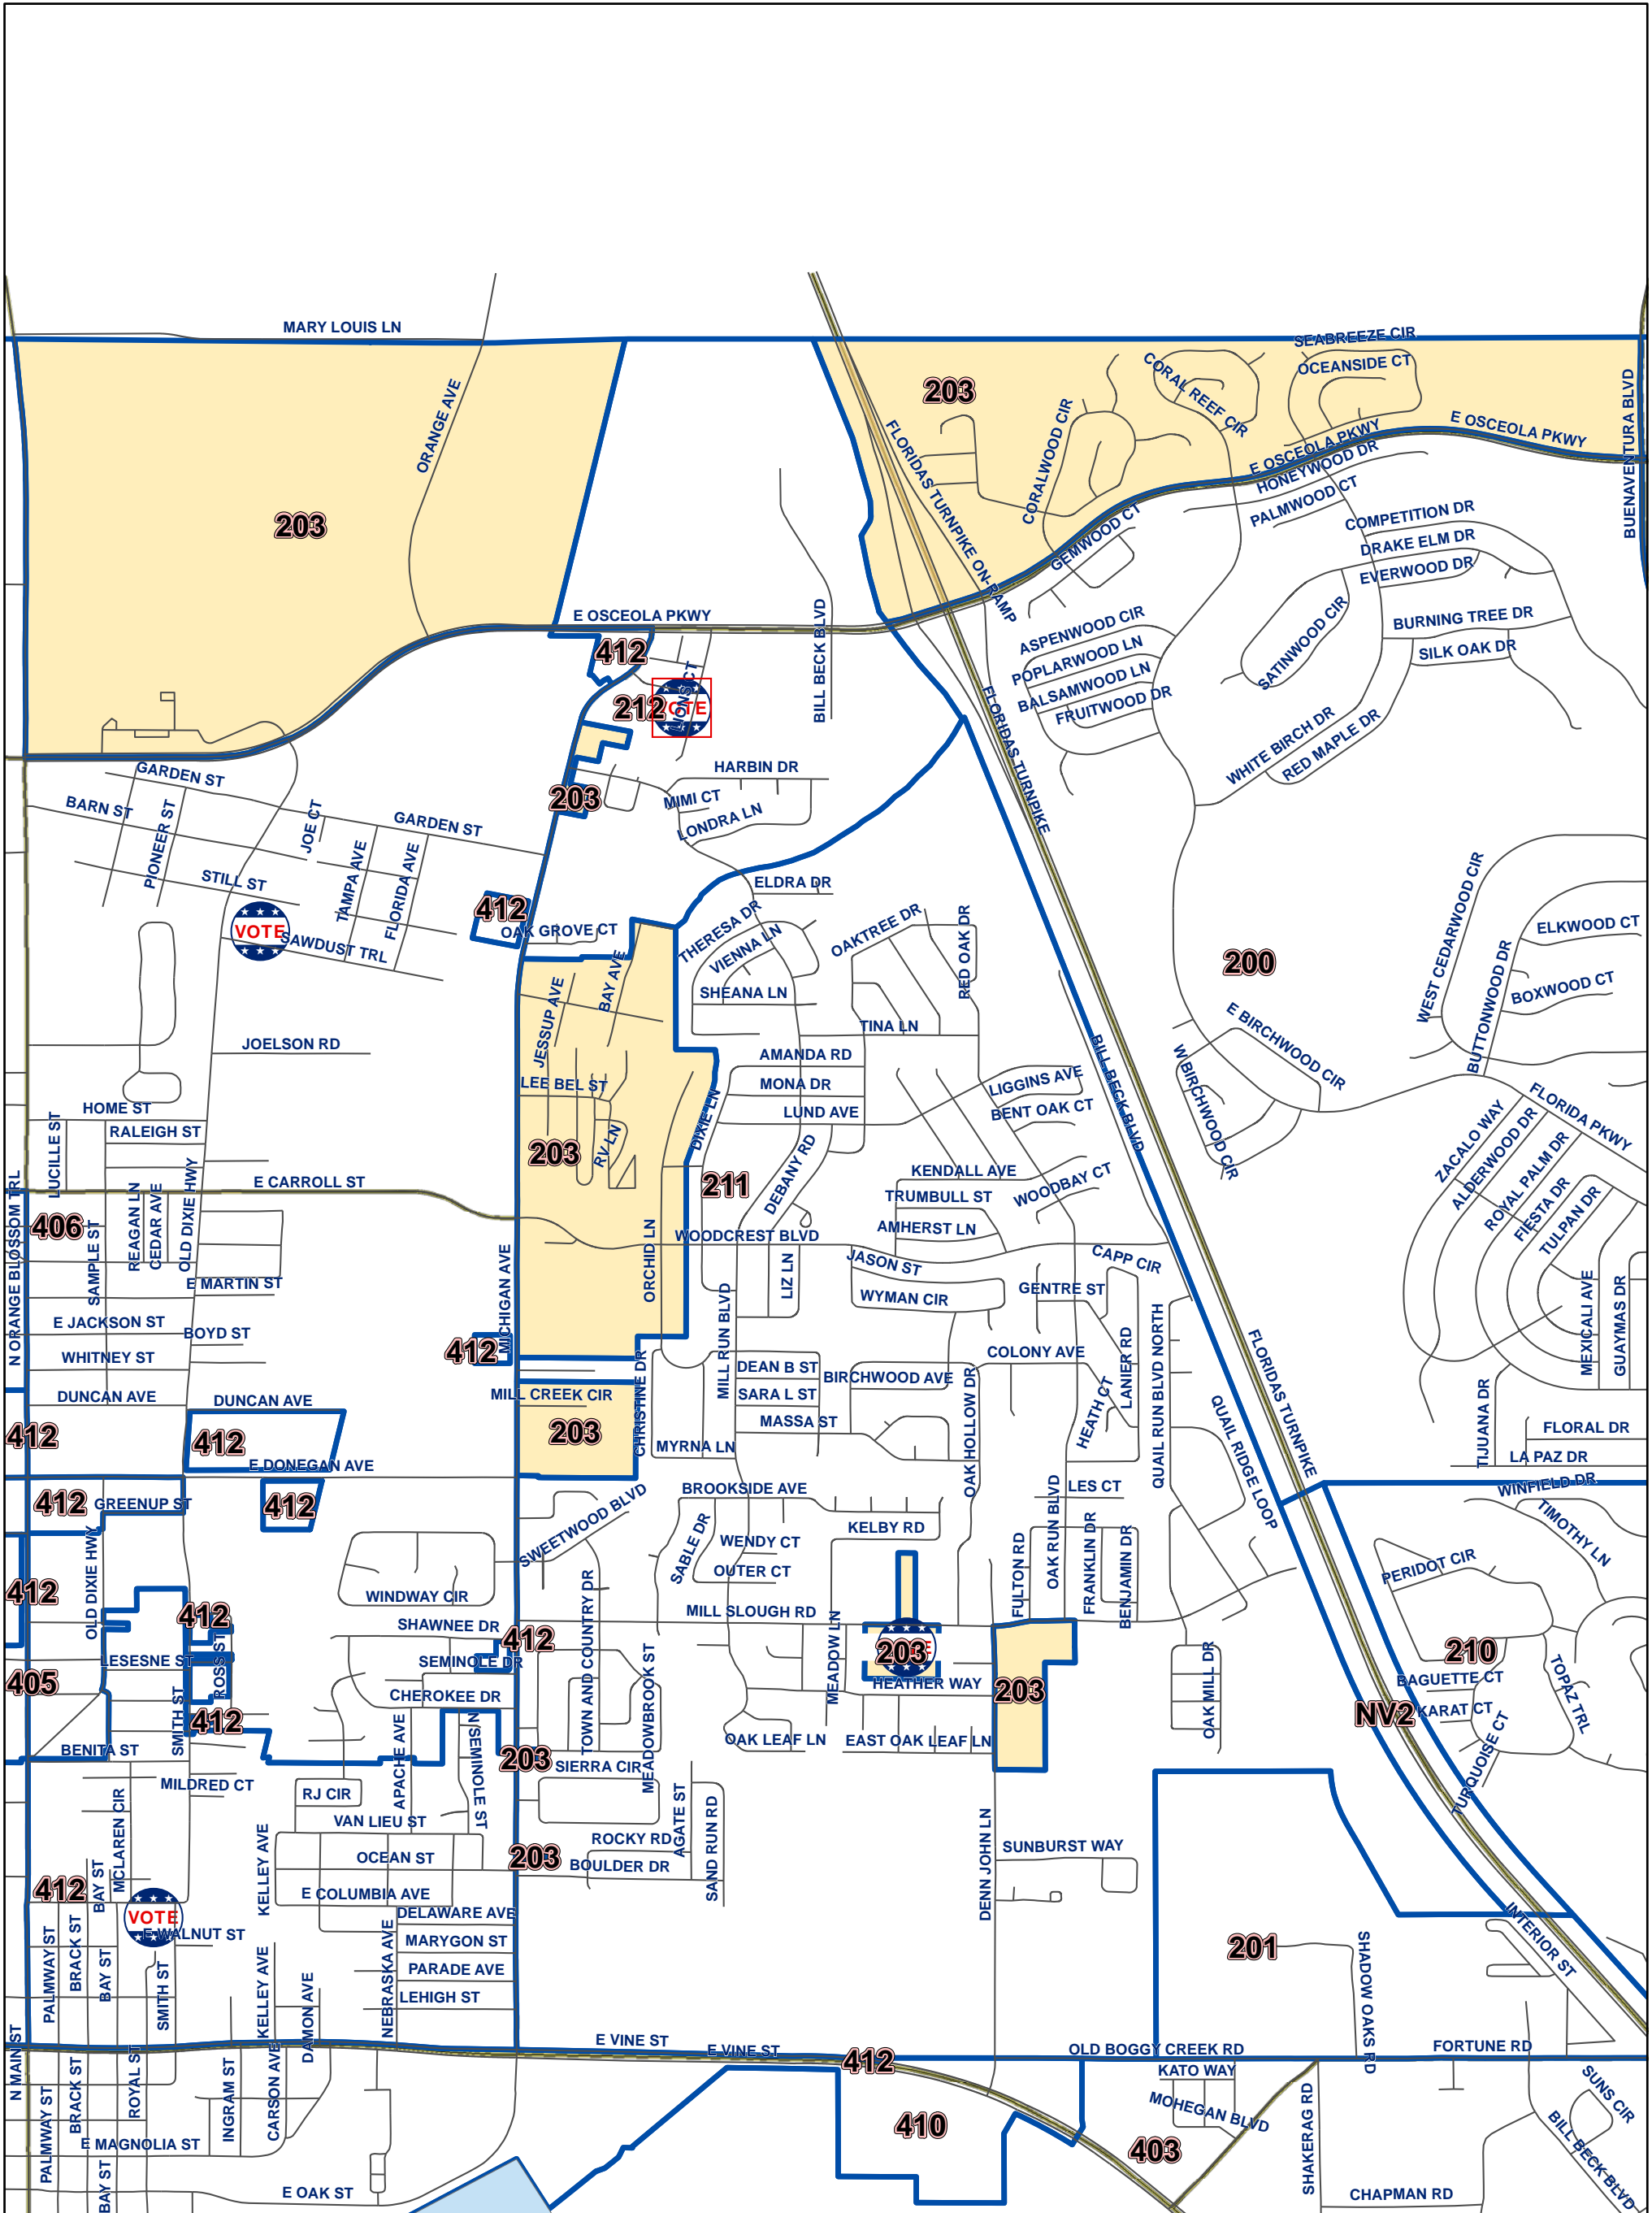 MARY LOUIS LN
SEABREEZE CIR
OCEANSIDE CT
CORAL REEF CIR
203
BUENAVENTURA BLVD
ORANGE AVE
CORALWOOD CIR
E OSCEOLA PKWY
E OSCEOLA PKWY
FLORIDAS TURNPIKE ON-RAMP
HONEYWOOD DR
PALMWOOD CT
203
GEMWOOD CT
COMPETITION DR
DRAKE ELM DR
EVERWOOD DR
E OSCEOLA PKWY
BILL BECK BLVD
412
ASPENWOOD CIR
POPLARWOOD LN
BALSAMWOOD LN
FRUITWOOD DR
SATINWOOD CIR
BURNING TREE DR
SILK OAK DR
212
LIONS CT
VOTE
FLORIDAS TURNPIKE
WHITE BIRCH DR
RED MAPLE DR
GARDEN ST
BARN ST
PIONEER ST
JOE CT
GARDEN ST
203
HARBIN DR
MIMI CT
LONDRA LN
STILL ST
TAMPA AVE
FLORIDA AVE
412
ELDRA DR
VOTE
SAWDUST TRL
OAK GROVE CT
THERESA DR
VIENNA LN
OAKTREE DR
RED OAK DR
SHEANA LN
200
WEST CEDARWOOD CIR
ELKWOOD CT
BUTTONWOOD DR
BOXWOOD CT
JESSUP AVE
BAY AVE
TINA LN
JOELSON RD
AMANDA RD
BILL BECK BLVD
E BIRCHWOOD CIR
W BIRCHWOOD CIR
LEE BEL ST
MONA DR
LIGGINS AVE
HOME ST
LUND AVE
BENT OAK CT
FLORIDA PKWY
LUCILLE ST
RALEIGH ST
DIXIE LN
RV LN
203
ZACALO WAY
ALDERWOOD DR
ROYAL PALM DR
FIESTA DR
TULPAN DR
E CARROLL ST
211
DEBANY RD
KENDALL AVE
TRUMBULL ST
WOODBAY CT
406
SAMPLE ST
REAGAN LN
CEDAR AVE
OLD DIXIE HWY
AMHERST LN
WOODCREST BLVD
CAPP CIR
JASON ST
N ORANGE BLOSSOM TRL
E MARTIN ST
MICHIGAN AVE
ORCHID LN
LIZ LN
WYMAN CIR
GENTRE ST
MEXICALI AVE
GUAYMAS DR
E JACKSON ST
BOYD ST
412
MILL RUN BLVD
LANIER RD
QUAIL RUN BLVD NORTH
FLORIDAS TURNPIKE
WHITNEY ST
DEAN B ST
COLONY AVE
BIRCHWOOD AVE
DUNCAN AVE
DUNCAN AVE
MILL CREEK CIR
CHRISTINE DR
SARA L ST
HEATH CT
QUAIL RIDGE LOOP
TIJUANA DR
FLORAL DR
412
412
203
MASSA ST
MYRNA LN
OAK HOLLOW DR
LA PAZ DR
E DONEGAN AVE
WINFIELD DR
412
GREENUP ST
412
BROOKSIDE AVE
LES CT
TIMOTHY LN
SWEETWOOD BLVD
SABLE DR
WENDY CT
KELBY RD
OAK RUN BLVD
FULTON RD
FRANKLIN DR
BENJAMIN DR
OUTER CT
PERIDOT CIR
412
OLD DIXIE HWY
412
WINDWAY CIR
TOWN AND COUNTRY DR
MILL SLOUGH RD
SHAWNEE DR
412
203
210
LESESNE ST
ROSS ST
SEMINOLE DR
MEADOW LN
HEATHER WAY
OAK MILL DR
BAGUETTE CT
TOPAZ TRL
405
SMITH ST
CHEROKEE DR
MEADOWBROOK ST
203
NV2
KARAT CT
412
BENITA ST
APACHE AVE
N SEMINOLE ST
203
OAK LEAF LN
EAST OAK LEAF LN
TURQUOISE CT
MILDRED CT
RJ CIR
SIERRA CIR
MCLAREN CIR
VAN LIEU ST
AGATE ST
SAND RUN RD
DENN JOHN LN
SUNBURST WAY
KELLEY AVE
OCEAN ST
203
ROCKY RD
BOULDER DR
412
BAY ST
VOTE
E WALNUT ST
E COLUMBIA AVE
DELAWARE AVE
MARYGON ST
PARADE AVE
LEHIGH ST
NEBRASKA AVE
201
INTERIOR ST
SHADOW OAKS RD
PALMWAY ST
BRACK ST
BAY ST
SMITH ST
KELLEY AVE
DAMON AVE
N MAIN ST
E VINE ST
E VINE ST
412
OLD BOGGY CREEK RD
FORTUNE RD
KATO WAY
MOHEGAN BLVD
PALMWAY ST
BRACK ST
ROYAL ST
INGRAM ST
CARSON AVE
410
403
SHAKERAG RD
SUNS CIR
BILL BECK BLVD
E MAGNOLIA ST
BAY ST
E OAK ST
CHAPMAN RD